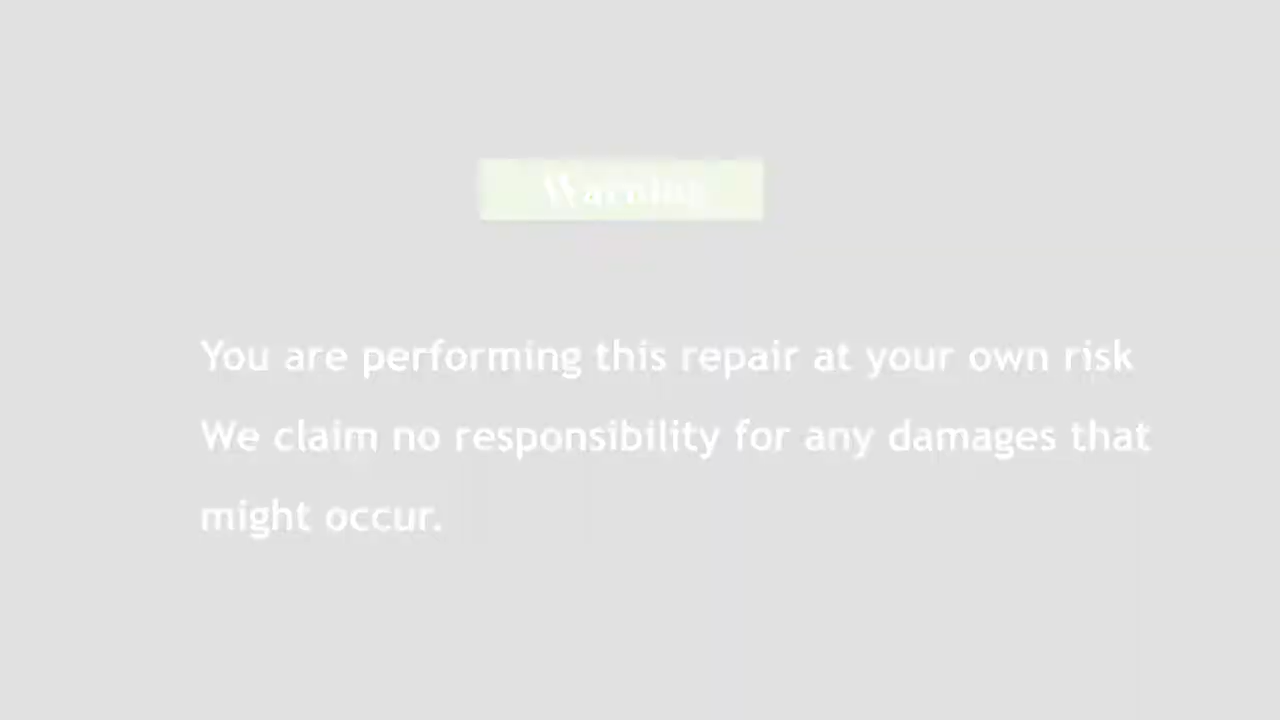 Warning
You are performing this repair at your own risk
We claim no responsibility for any damages that
might occur.